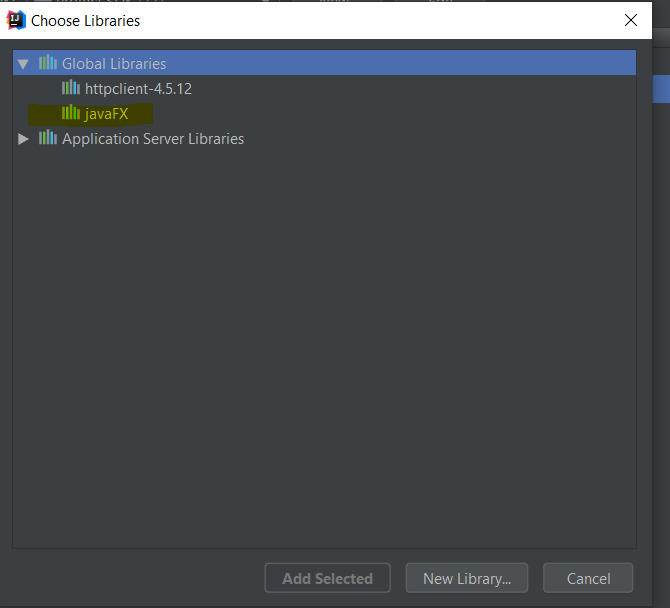 Choose Libraries
Global Libraries
httpclient-4.5.12
javaFX
Application Server Libraries
Add Selected
New Library...
Cancel